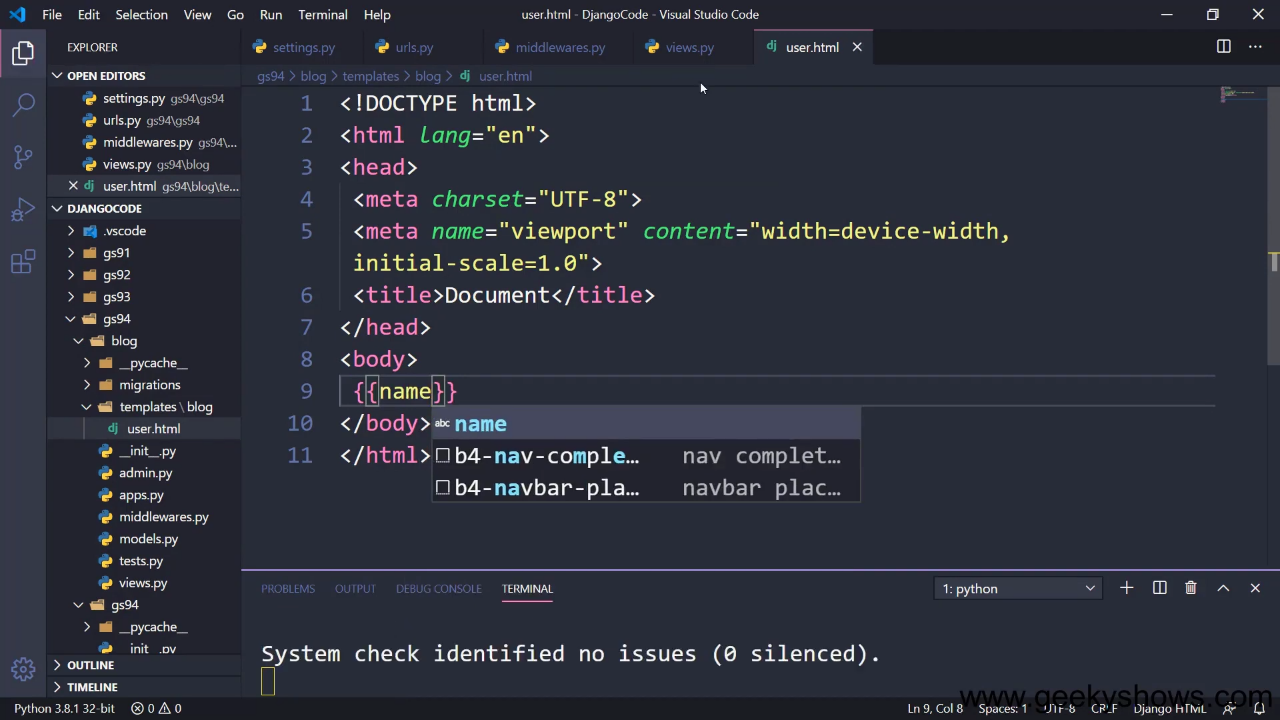 File Edit Selection View Go Run Terminal Help user.html - DjangoCode - Visual Studio Code
EXPLORER
settings.py urls.py middlewares.py views.py user.html
OPEN EDITORS
settings.py gs94\gs94
urls.py gs94\gs94
middlewares.py gs94\...
views.py gs94\blog
user.html gs94\blog\te...
DJANGOCODE
.vscode
gs91
gs92
gs93
gs94
blog
__pycache__
migrations
templates \ blog
user.html
__init__.py
admin.py
apps.py
middlewares.py
models.py
tests.py
views.py
gs94
__pycache__
__init__.py
OUTLINE
TIMELINE
gs94 > blog > templates > blog > user.html
1 <!DOCTYPE html>
2 <html lang="en">
3 <head>
4 <meta charset="UTF-8">
5 <meta name="viewport" content="width=device-width,
initial-scale=1.0">
6 <title>Document</title>
7 </head>
8 <body>
9 {{name}}
10 </body>
11 </html>
abc name
b4-nav-comple… nav complet…
b4-navbar-pla… navbar plac…
PROBLEMS OUTPUT DEBUG CONSOLE TERMINAL 1: python
System check identified no issues (0 silenced).
www.geekyshows.com
Python 3.8.1 32-bit 0 0 Ln 9, Col 8 Spaces: 1 UTF-8 CRLF Django HTML